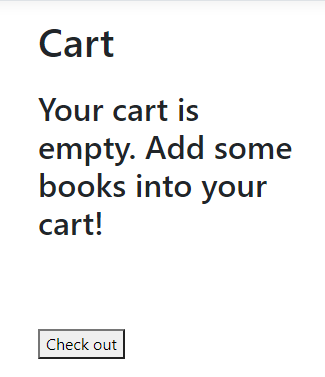 Cart
Your cart is
empty. Add some
books into your
cart!
Check out